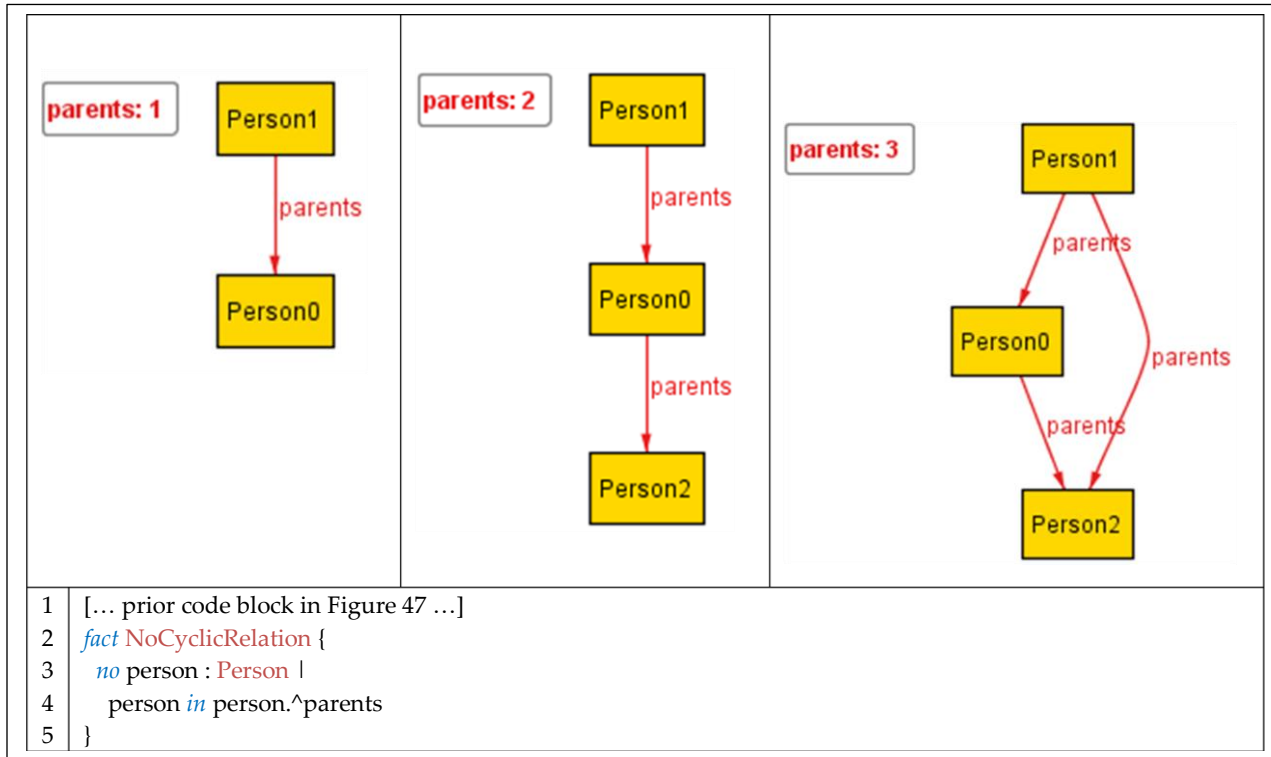 parents: 1
Person1
parents
Person0
parents: 2
Person1
parents
Person0
parents
Person2
parents: 3
Person1
parents
Person0
parents
parents
Person2
1 [… prior code block in Figure 47 …]
2 fact NoCyclicRelation {
3 no person : Person |
4 person in person.^parents
5 }